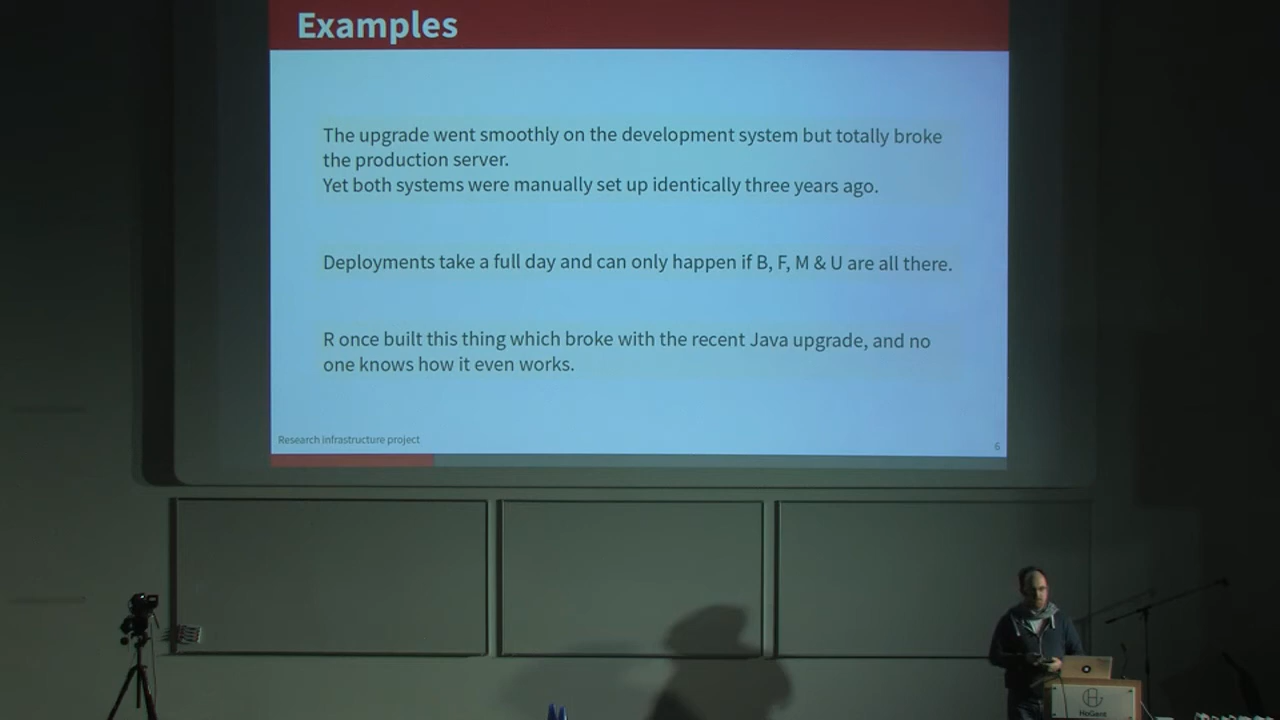 Examples
The upgrade went smoothly on the development system but totally broke
the production server.
Yet both systems were manually set up identically three years ago.
Deployments take a full day and can only happen if B, F, M & U are all there.
R once built this thing which broke with the recent Java upgrade, and no
one knows how it even works.
Research infrastructure project
6
HoGent